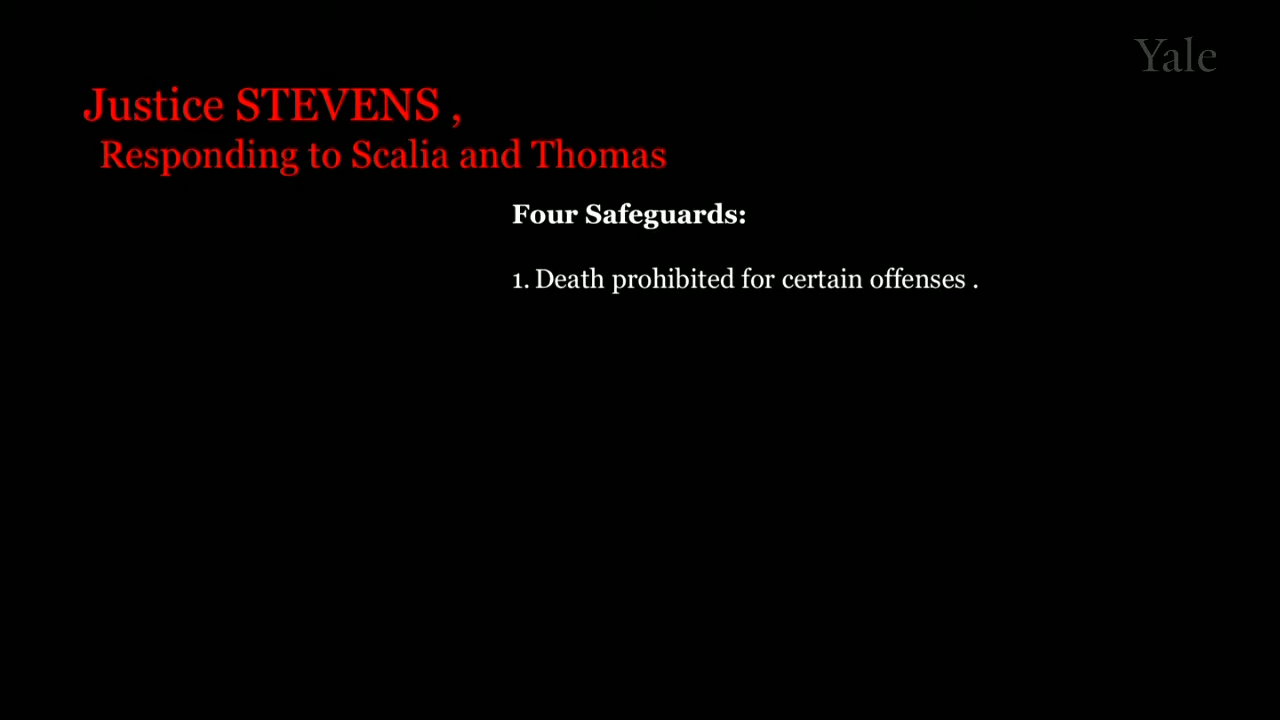 Yale
Justice STEVENS ,
Responding to Scalia and Thomas
Four Safeguards:
1. Death prohibited for certain offenses .